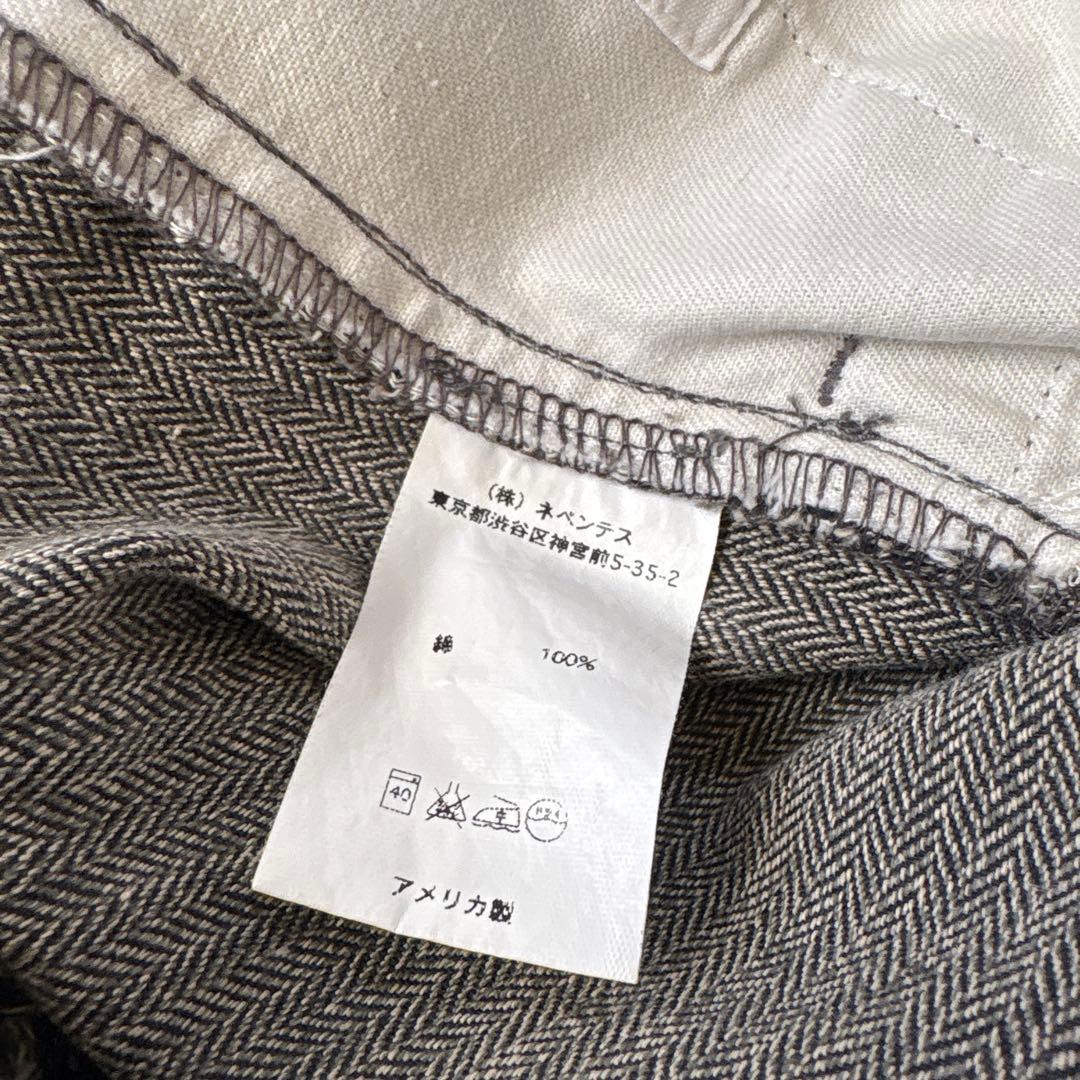 (株)ネペンテス
東京都渋谷区神宮前5-35-2
綿 100%
40
アメリカ製